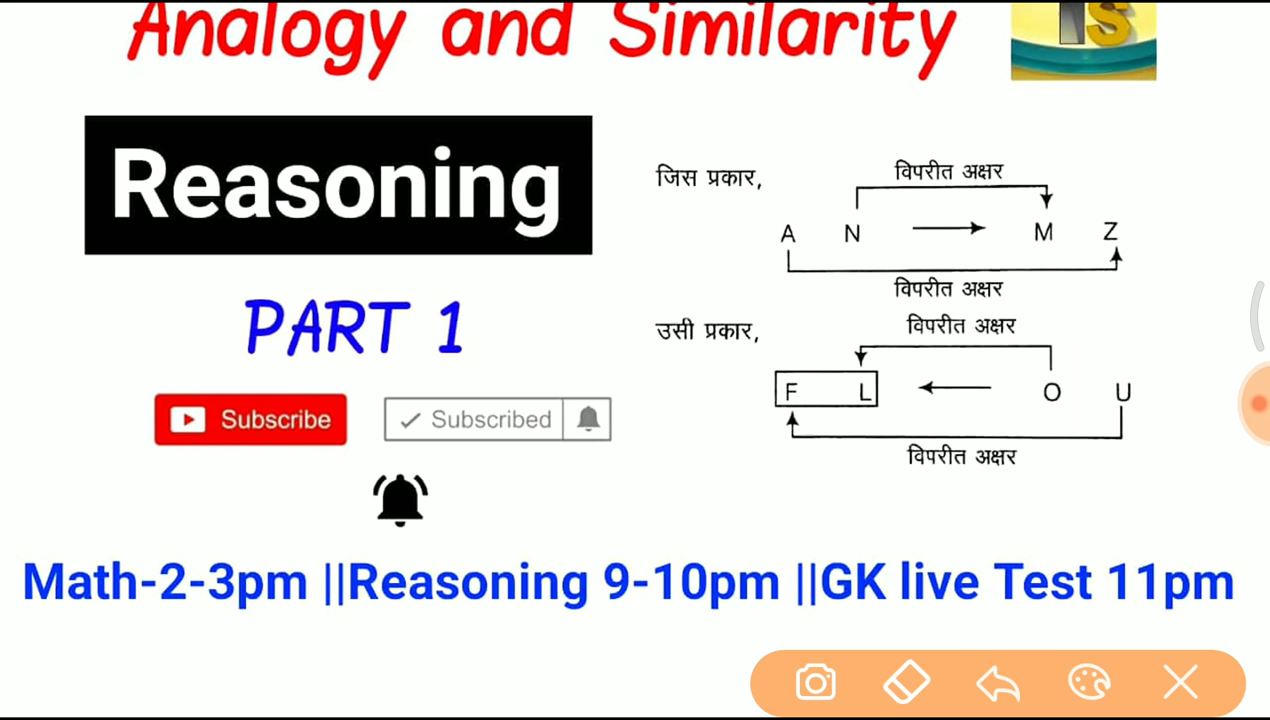 Analogy and Similarity
TS
Reasoning
जिस प्रकार,
विपरीत अक्षर
A N M Z
विपरीत अक्षर
PART 1
उसी प्रकार,
विपरीत अक्षर
F L O U
विपरीत अक्षर
Subscribe
Subscribed
Math-2-3pm ||Reasoning 9-10pm ||GK live Test 11pm